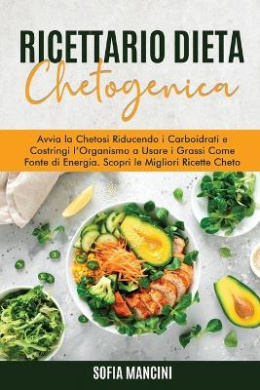 RICETTARIO DIETA
Chetogenica
Avvia la Chetosi Riducendo i Carboidrati e
Costringi l'Organismo a Usare i Grassi Come
Fonte di Energia. Scopri le Migliori Ricette Cheto
SOFIA MANCINI